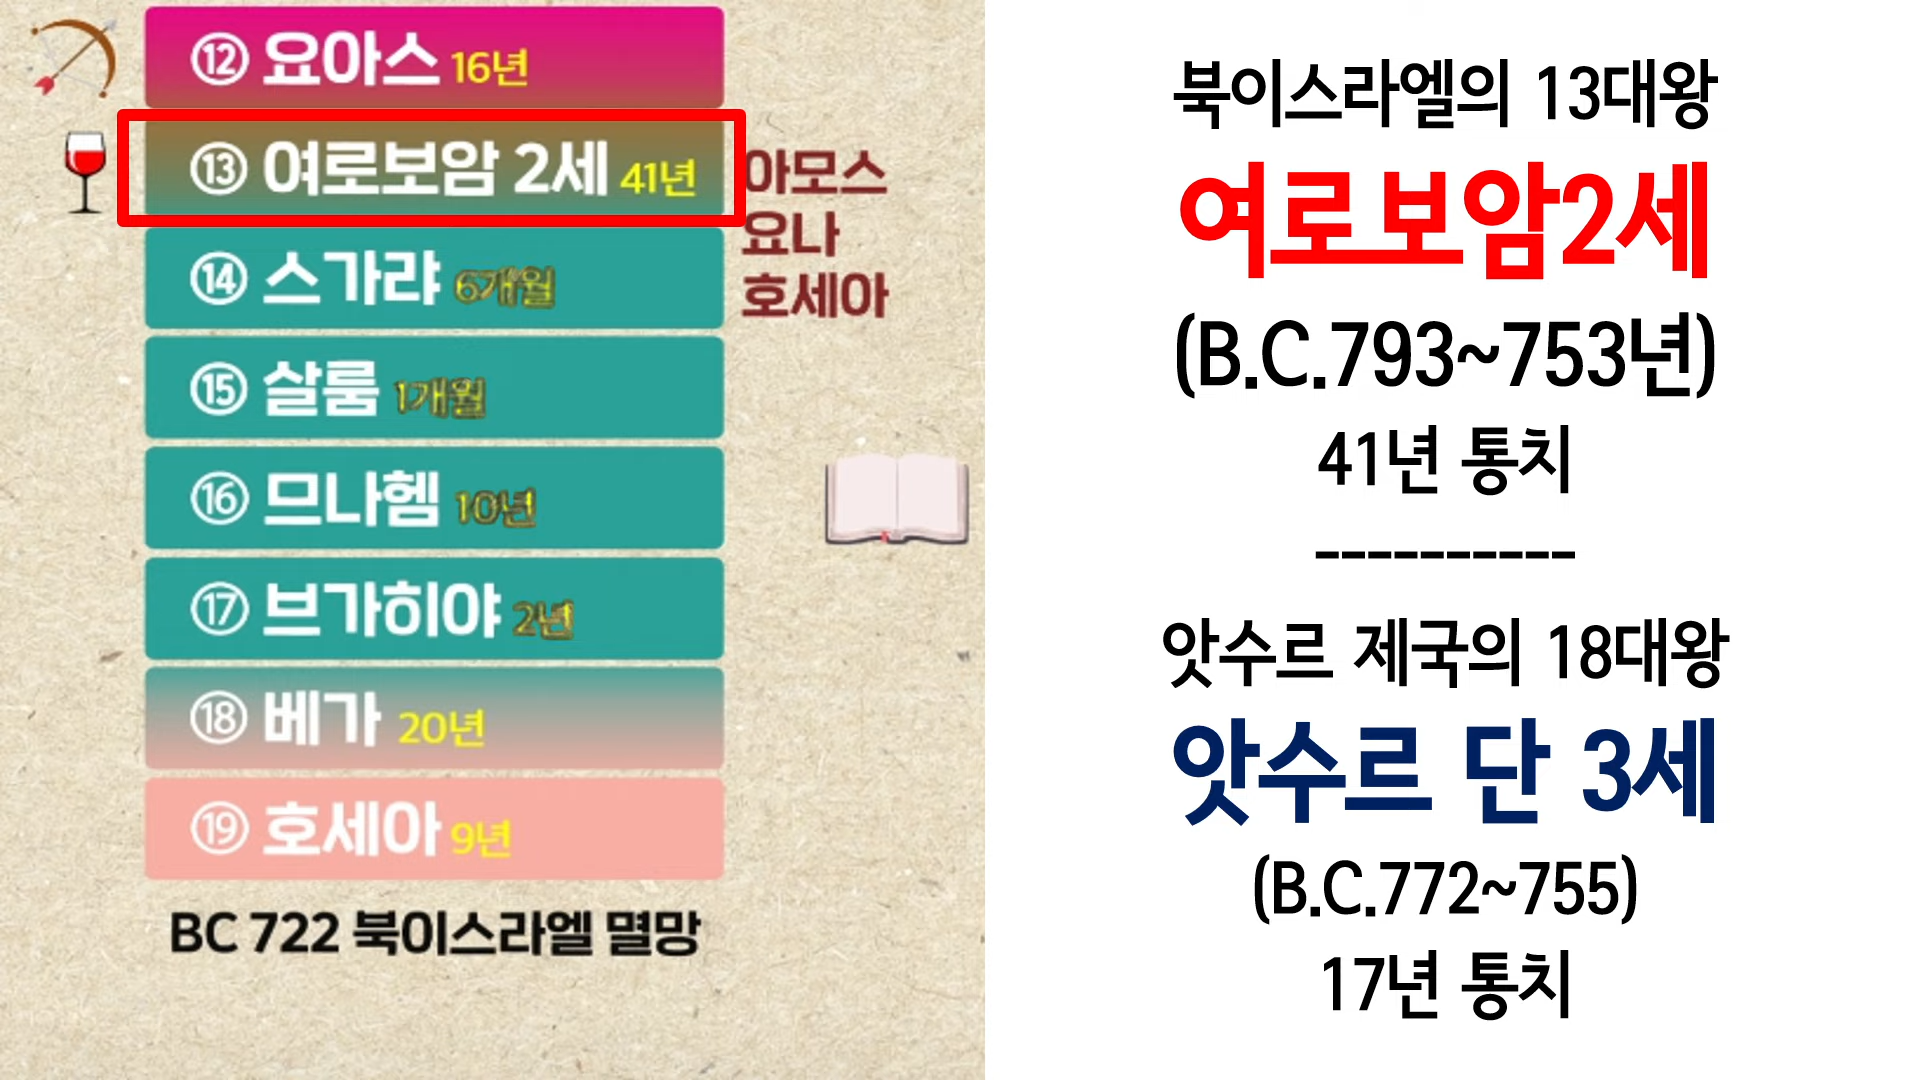 ⑫ 요아스 16년
⑬ 여로보암 2세 41년
아모스
요나
호세아
⑭ 스가랴 6개월
⑮ 살룸 1개월
⑯ 므나헴 10년
⑰ 브가히야 2년
⑱ 베가 20년
⑲ 호세아 9년
BC 722 북이스라엘 멸망
북이스라엘의 13대왕
여로보암2세
(B.C.793~753년)
41년 통치
----------
앗수르 제국의 18대왕
앗수르 단 3세
(B.C.772~755)
17년 통치